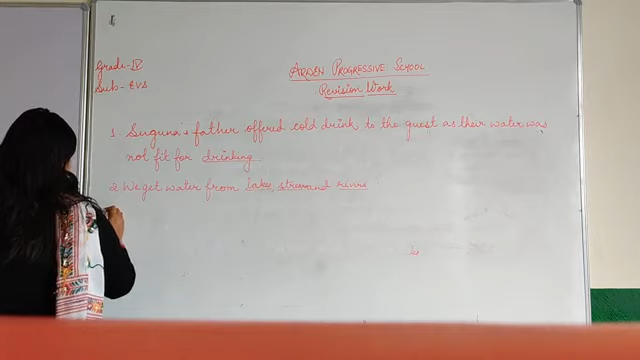 Grade - IV
ARDEN PROGRESSIVE SCHOOL
Sub - EVS
Revision Work
1. Suguna's father offered cold drink to the guest as their water was
not fit for drinking
2. We get water from lakes, stream and rivers